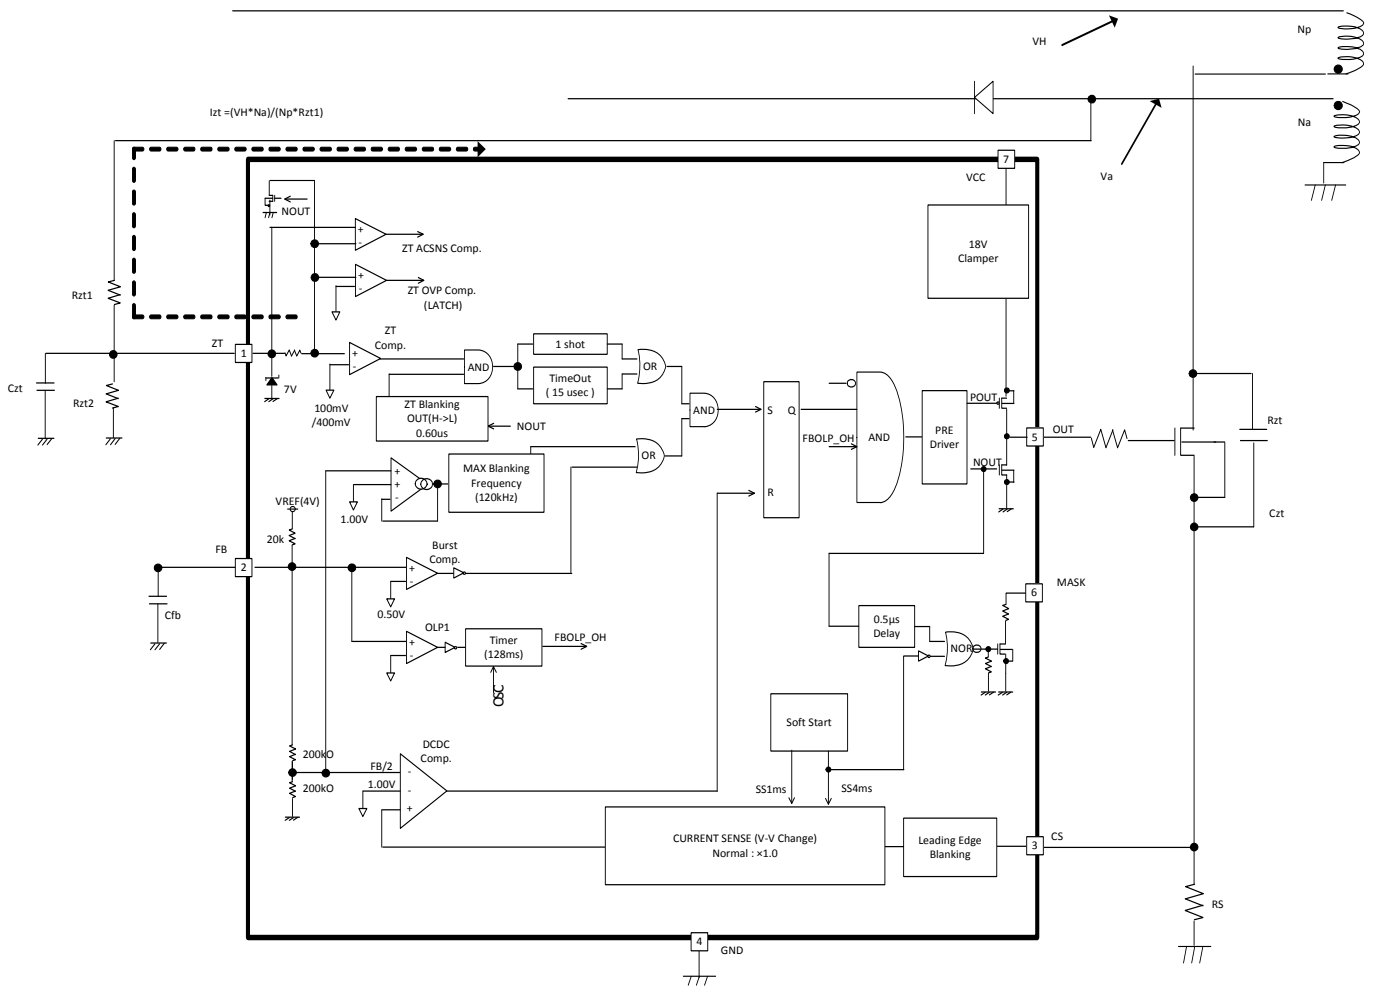 VH
Np
Izt =(VH*Na)/(Np*Rzt1)
Na
Va
7
VCC
NOUT
18V
Clamper
+
-
ZT ACSNS Comp.
+
-
ZT OVP Comp.
(LATCH)
Rzt1
ZT
1
ZT
Comp.
+
-
1 shot
OR
AND
TimeOut
( 15 usec )
Czt
Rzt2
7V
100mV
/400mV
ZT Blanking
OUT(H->L)
0.60us
NOUT
AND
S
Q
R
FBOLP_OH
AND
PRE
Driver
POUT
NOUT
5
OUT
Rzt
Czt
OR
+
+
-
1.00V
MAX Blanking
Frequency
(120kHz)
VREF(4V)
20k
FB
2
Cfb
Burst
Comp.
+
-
0.50V
OLP1
+
-
Timer
(128ms)
FBOLP_OH
OSC
MASK
6
0.5µs
Delay
NOR
Soft Start
SS1ms
SS4ms
200kO
200kO
FB/2
1.00V
DCDC
Comp.
-
-
+
CURRENT SENSE (V-V Change)
Normal : ×1.0
Leading Edge
Blanking
3
CS
RS
4
GND